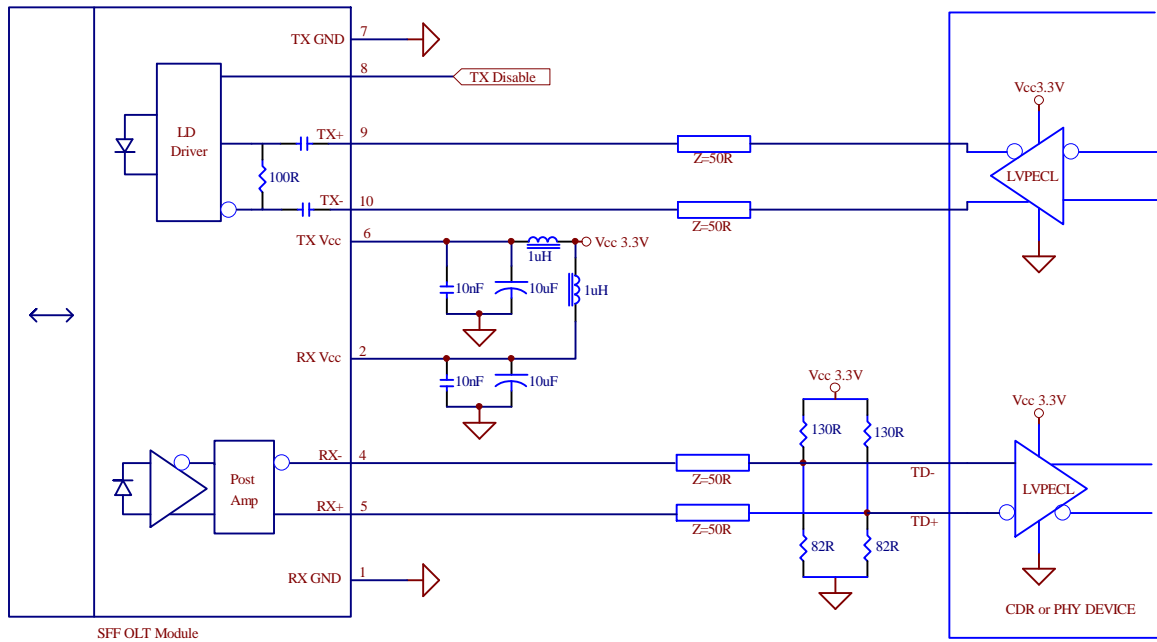 TX GND
7
8
TX Disable
Vcc3.3V
LD
Driver
TX+
9
Z=50R
LVPECL
100R
TX-
10
Z=50R
TX Vcc
6
Vcc 3.3V
1uH
10nF
10uF
1uH
RX Vcc
2
10nF
10uF
Vcc 3.3V
Vcc 3.3V
130R
130R
RX-
4
Z=50R
TD-
LVPECL
Post
Amp
RX+
5
Z=50R
TD+
82R
82R
RX GND
1
CDR or PHY DEVICE
SFF OLT Module